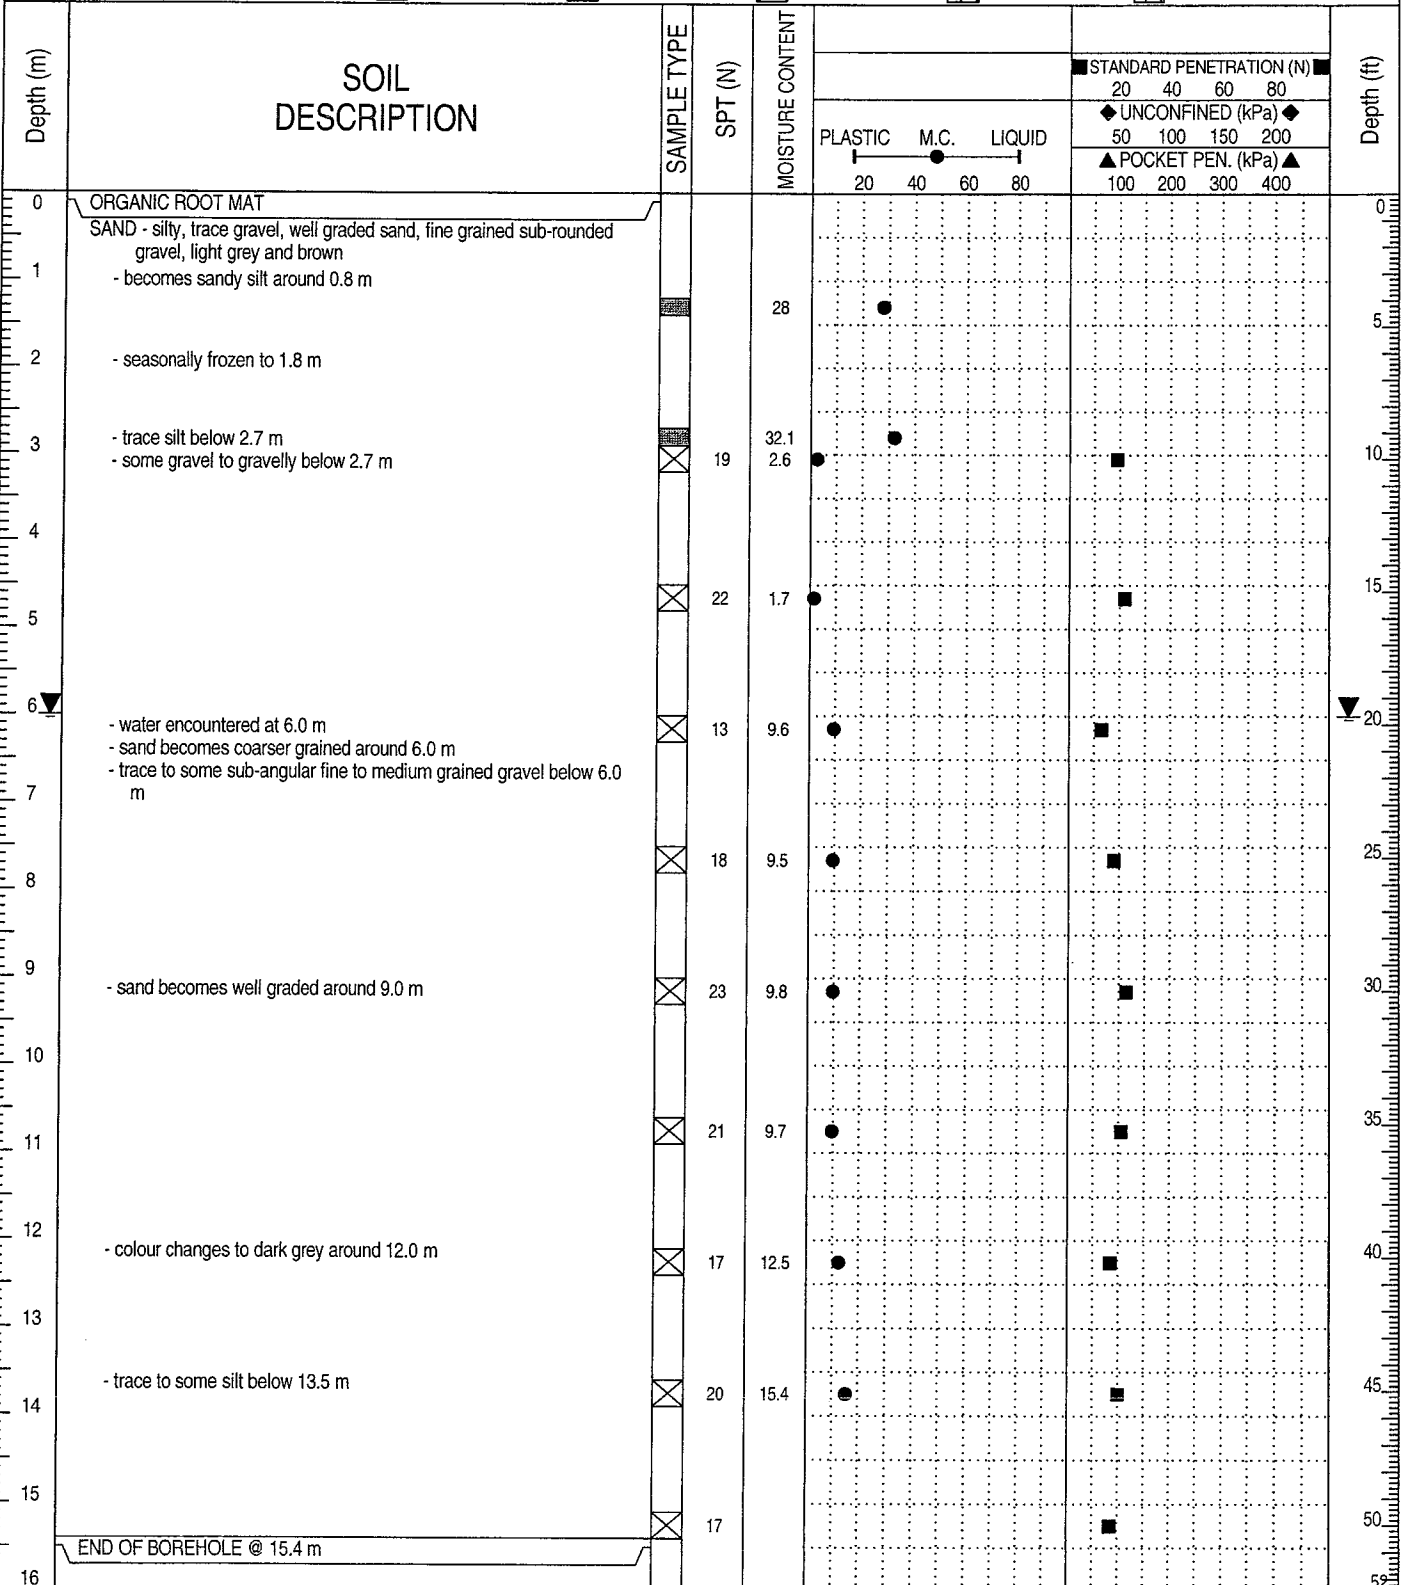 Depth (m)
SOIL
DESCRIPTION
SAMPLE TYPE
SPT (N)
MOISTURE CONTENT
PLASTIC M.C. LIQUID
20 40 60 80
STANDARD PENETRATION (N)
20 40 60 80
UNCONFINED (kPa)
50 100 150 200
POCKET PEN. (kPa)
100 200 300 400
Depth (ft)
0 ORGANIC ROOT MAT 0
SAND - silty, trace gravel, well graded sand, fine grained sub-rounded
gravel, light grey and brown
1 - becomes sandy silt around 0.8 m
28
5
2 - seasonally frozen to 1.8 m
3 - trace silt below 2.7 m 32.1
- some gravel to gravelly below 2.7 m 19 2.6 10
4
22 1.7 15
5
6
20
- water encountered at 6.0 m 13 9.6
- sand becomes coarser grained around 6.0 m
- trace to some sub-angular fine to medium grained gravel below 6.0
m
7
18 9.5 25
8
9
- sand becomes well graded around 9.0 m 23 9.8 30
10
21 9.7 35
11
12
- colour changes to dark grey around 12.0 m 17 12.5 40
13
- trace to some silt below 13.5 m
20 15.4 45
14
15
17 50
END OF BOREHOLE @ 15.4 m
16